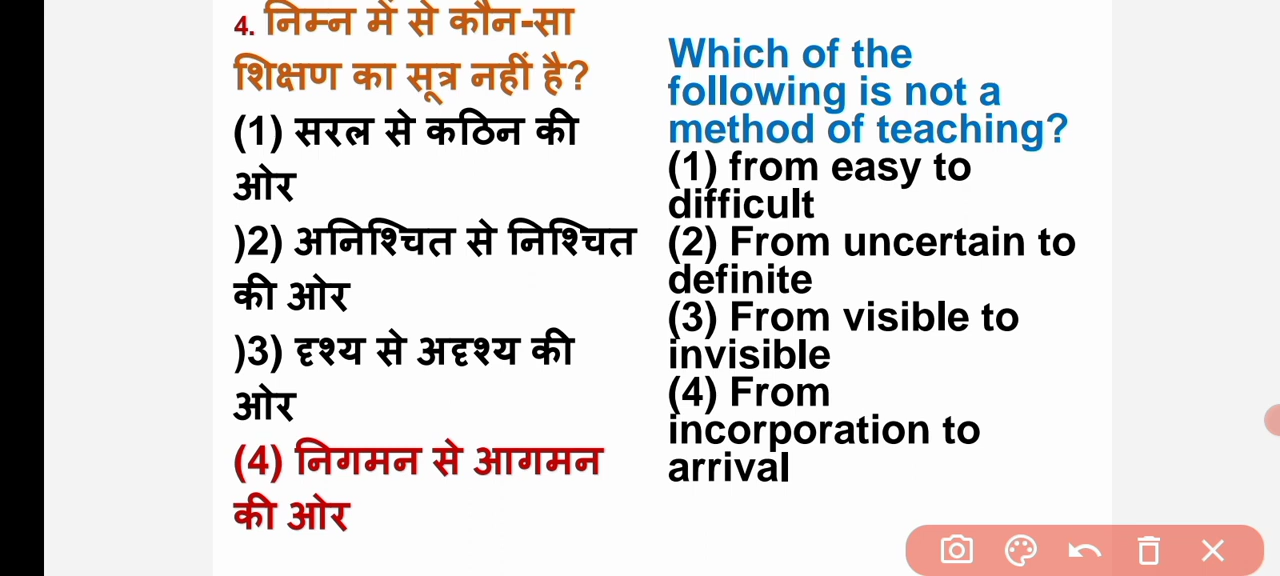 4. निम्न में से कौन-सा
शिक्षण का सूत्र नहीं है?
(1) सरल से कठिन की
ओर
)2) अनिश्चित से निश्चित
की ओर
)3) दृश्य से अदृश्य की
ओर
(4) निगमन से आगमन
की ओर
Which of the
following is not a
method of teaching?
(1) from easy to
difficult
(2) From uncertain to
definite
(3) From visible to
invisible
(4) From
incorporation to
arrival